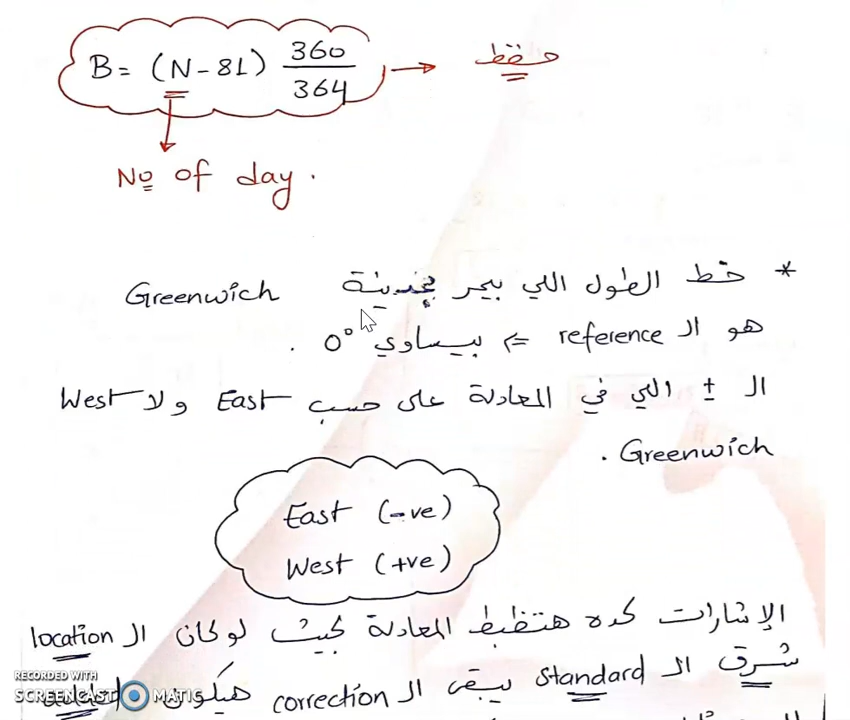 B = (N - 81) 360/364 → حفظ
No of day .
* خط الطول اللي بيمر بمدينة Greenwich
هو الـ reference ⇐ بيساوي 0° .
الـ ± اللي في المعادلة على حسب East ولا West
Greenwich .
East (-ve)
West (+ve)
الإشارات كده هتظبط المعادلة بحيث لو كان الـ location
شرق الـ standard يبقى الـ correction هيكون
RECORDED WITH
SCREENCAST MATIC